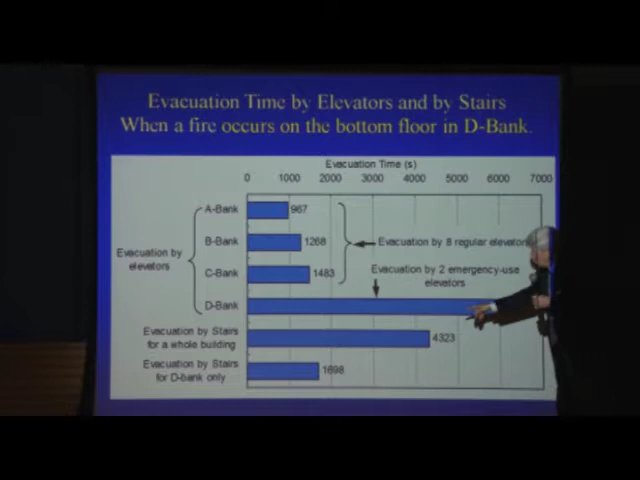 Evacuation Time by Elevators and by Stairs
When a fire occurs on the bottom floor in D-Bank.
Evacuation Time (s)
0 1000 2000 3000 4000 5000 6000 7000
Evacuation by
elevators
A-Bank
967
B-Bank
1268
C-Bank
1483
D-Bank
Evacuation by 8 regular elevators
Evacuation by 2 emergency-use
elevators
Evacuation by Stairs
for a whole building
4323
Evacuation by Stairs
for D-bank only
1698